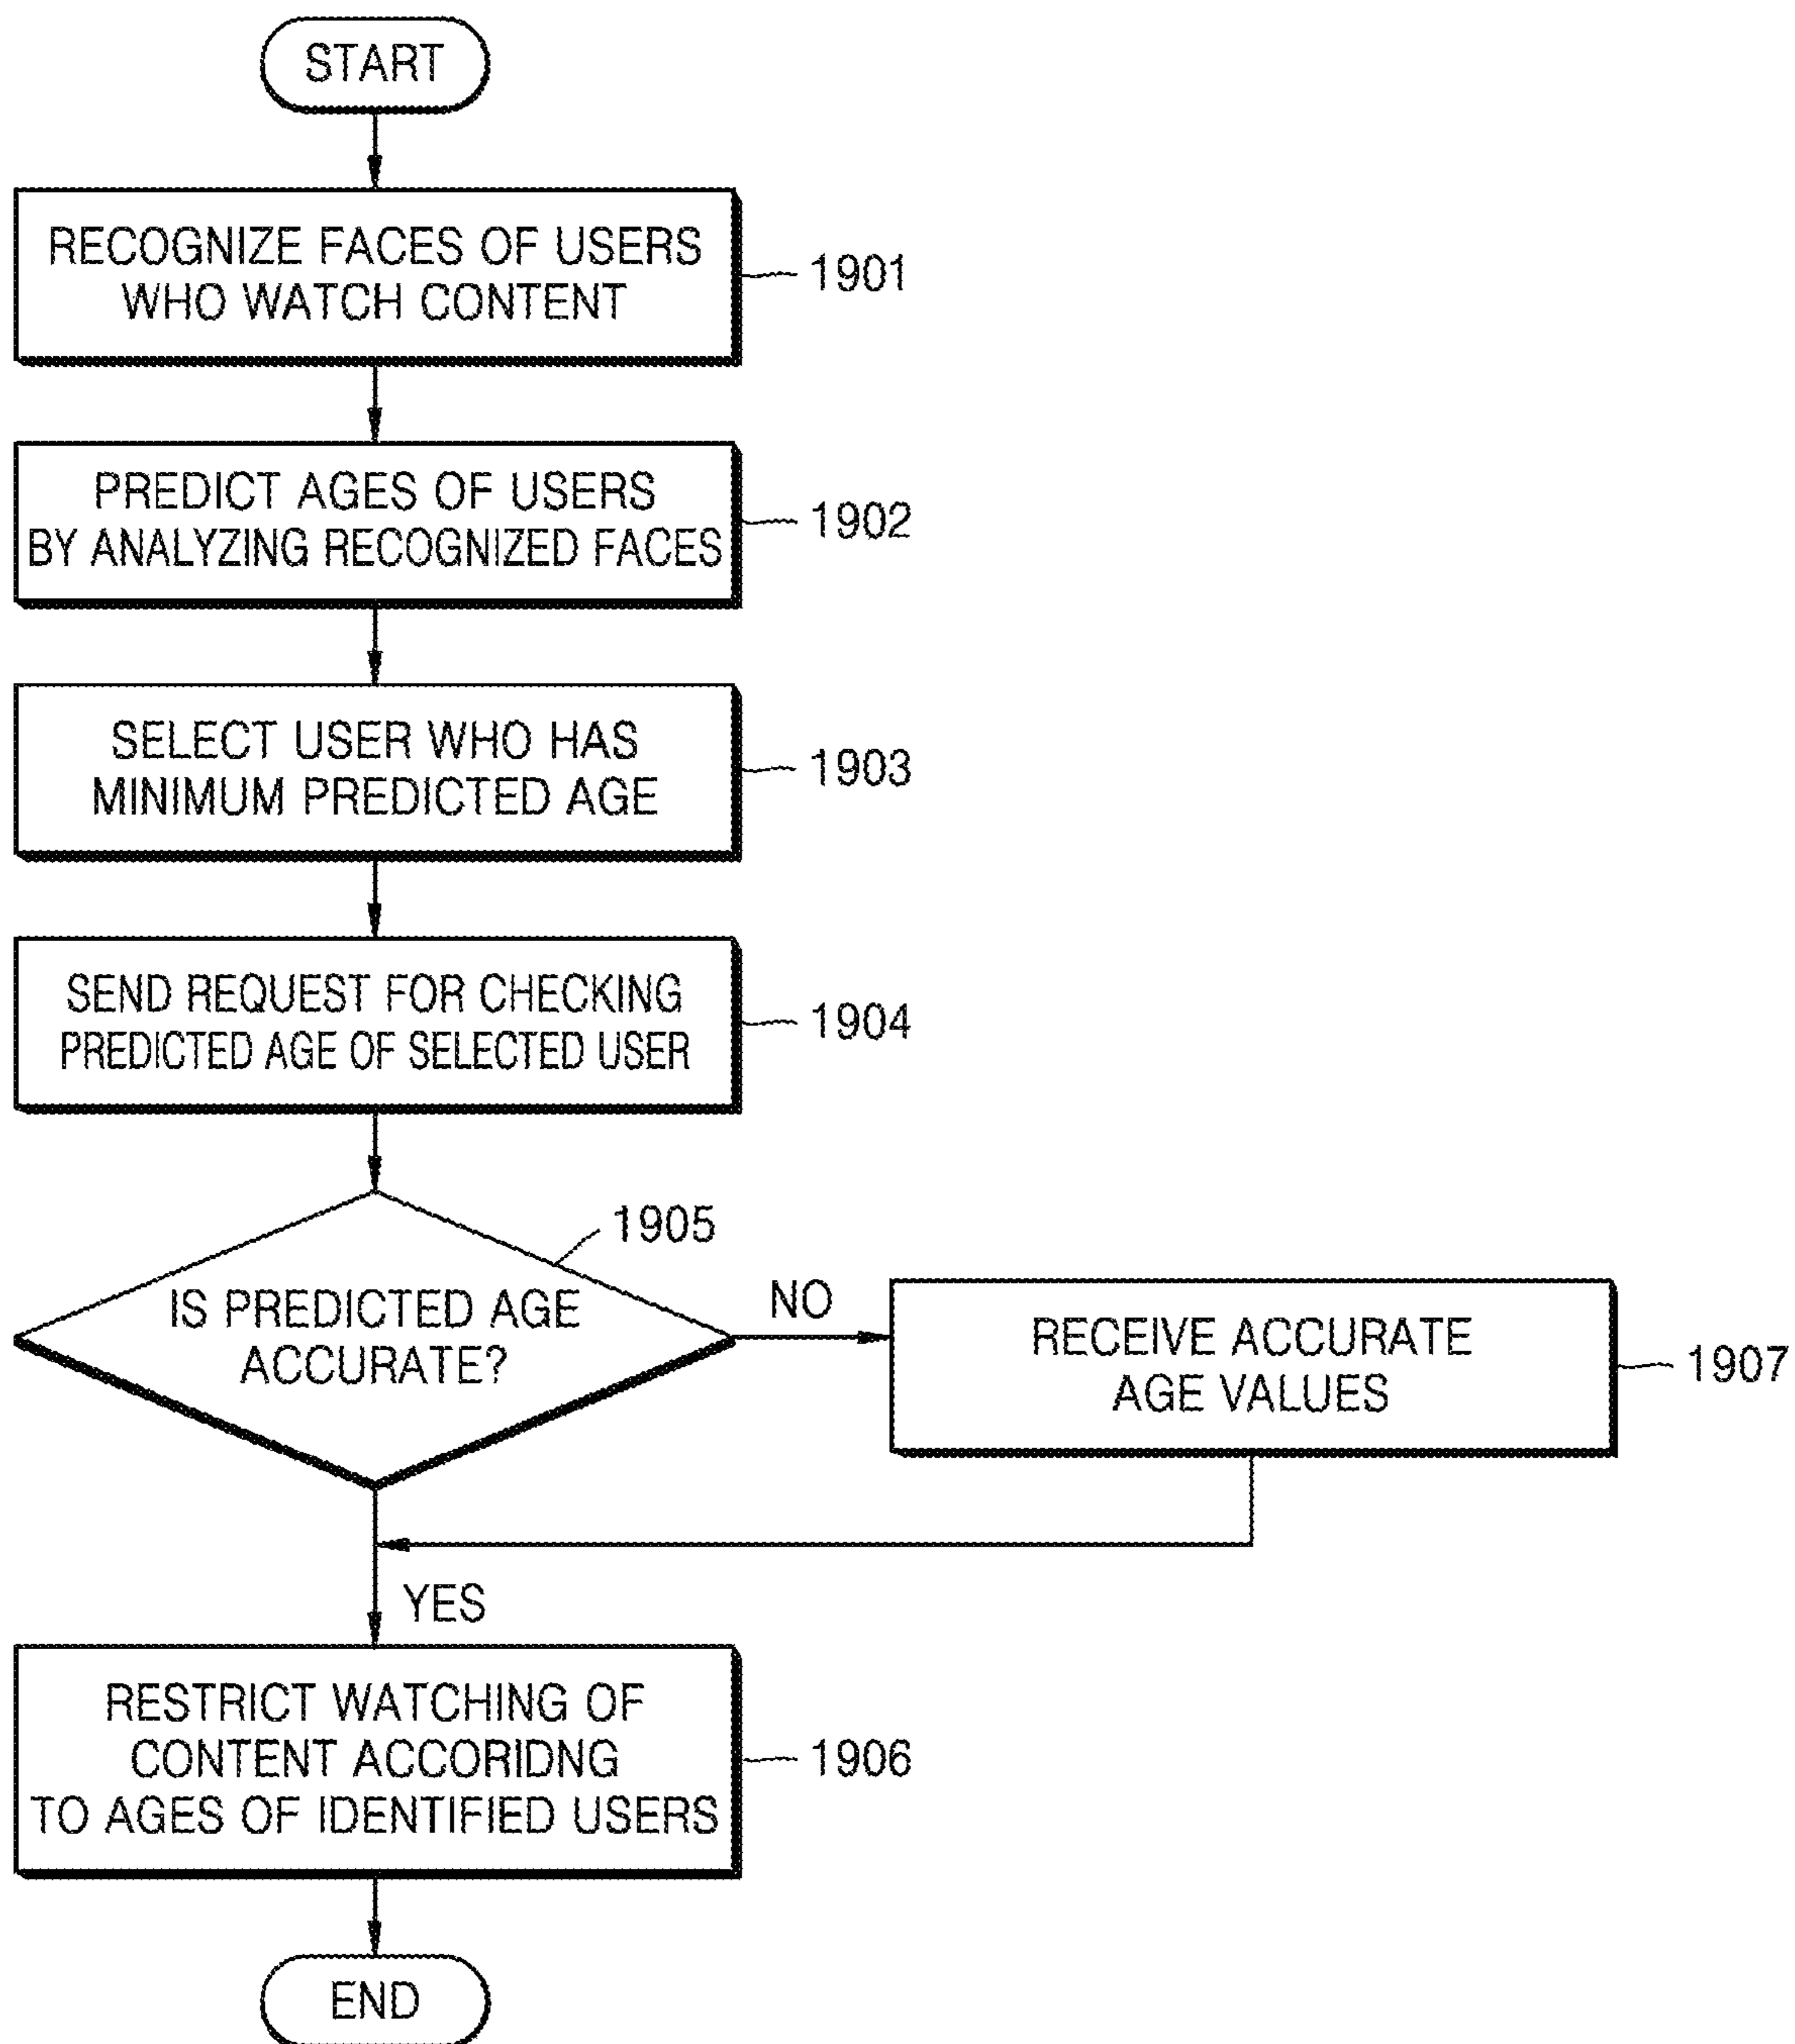 START
RECOGNIZE FACES OF USERS
WHO WATCH CONTENT
1901
PREDICT AGES OF USERS
BY ANALYZING RECOGNIZED FACES
1902
SELECT USER WHO HAS
MINIMUM PREDICTED AGE
1903
SEND REQUEST FOR CHECKING
PREDICTED AGE OF SELECTED USER
1904
1905
IS PREDICTED AGE
ACCURATE?
NO
RECEIVE ACCURATE
AGE VALUES
1907
YES
RESTRICT WATCHING OF
CONTENT ACCORIDNG
TO AGES OF IDENTIFIED USERS
1906
END